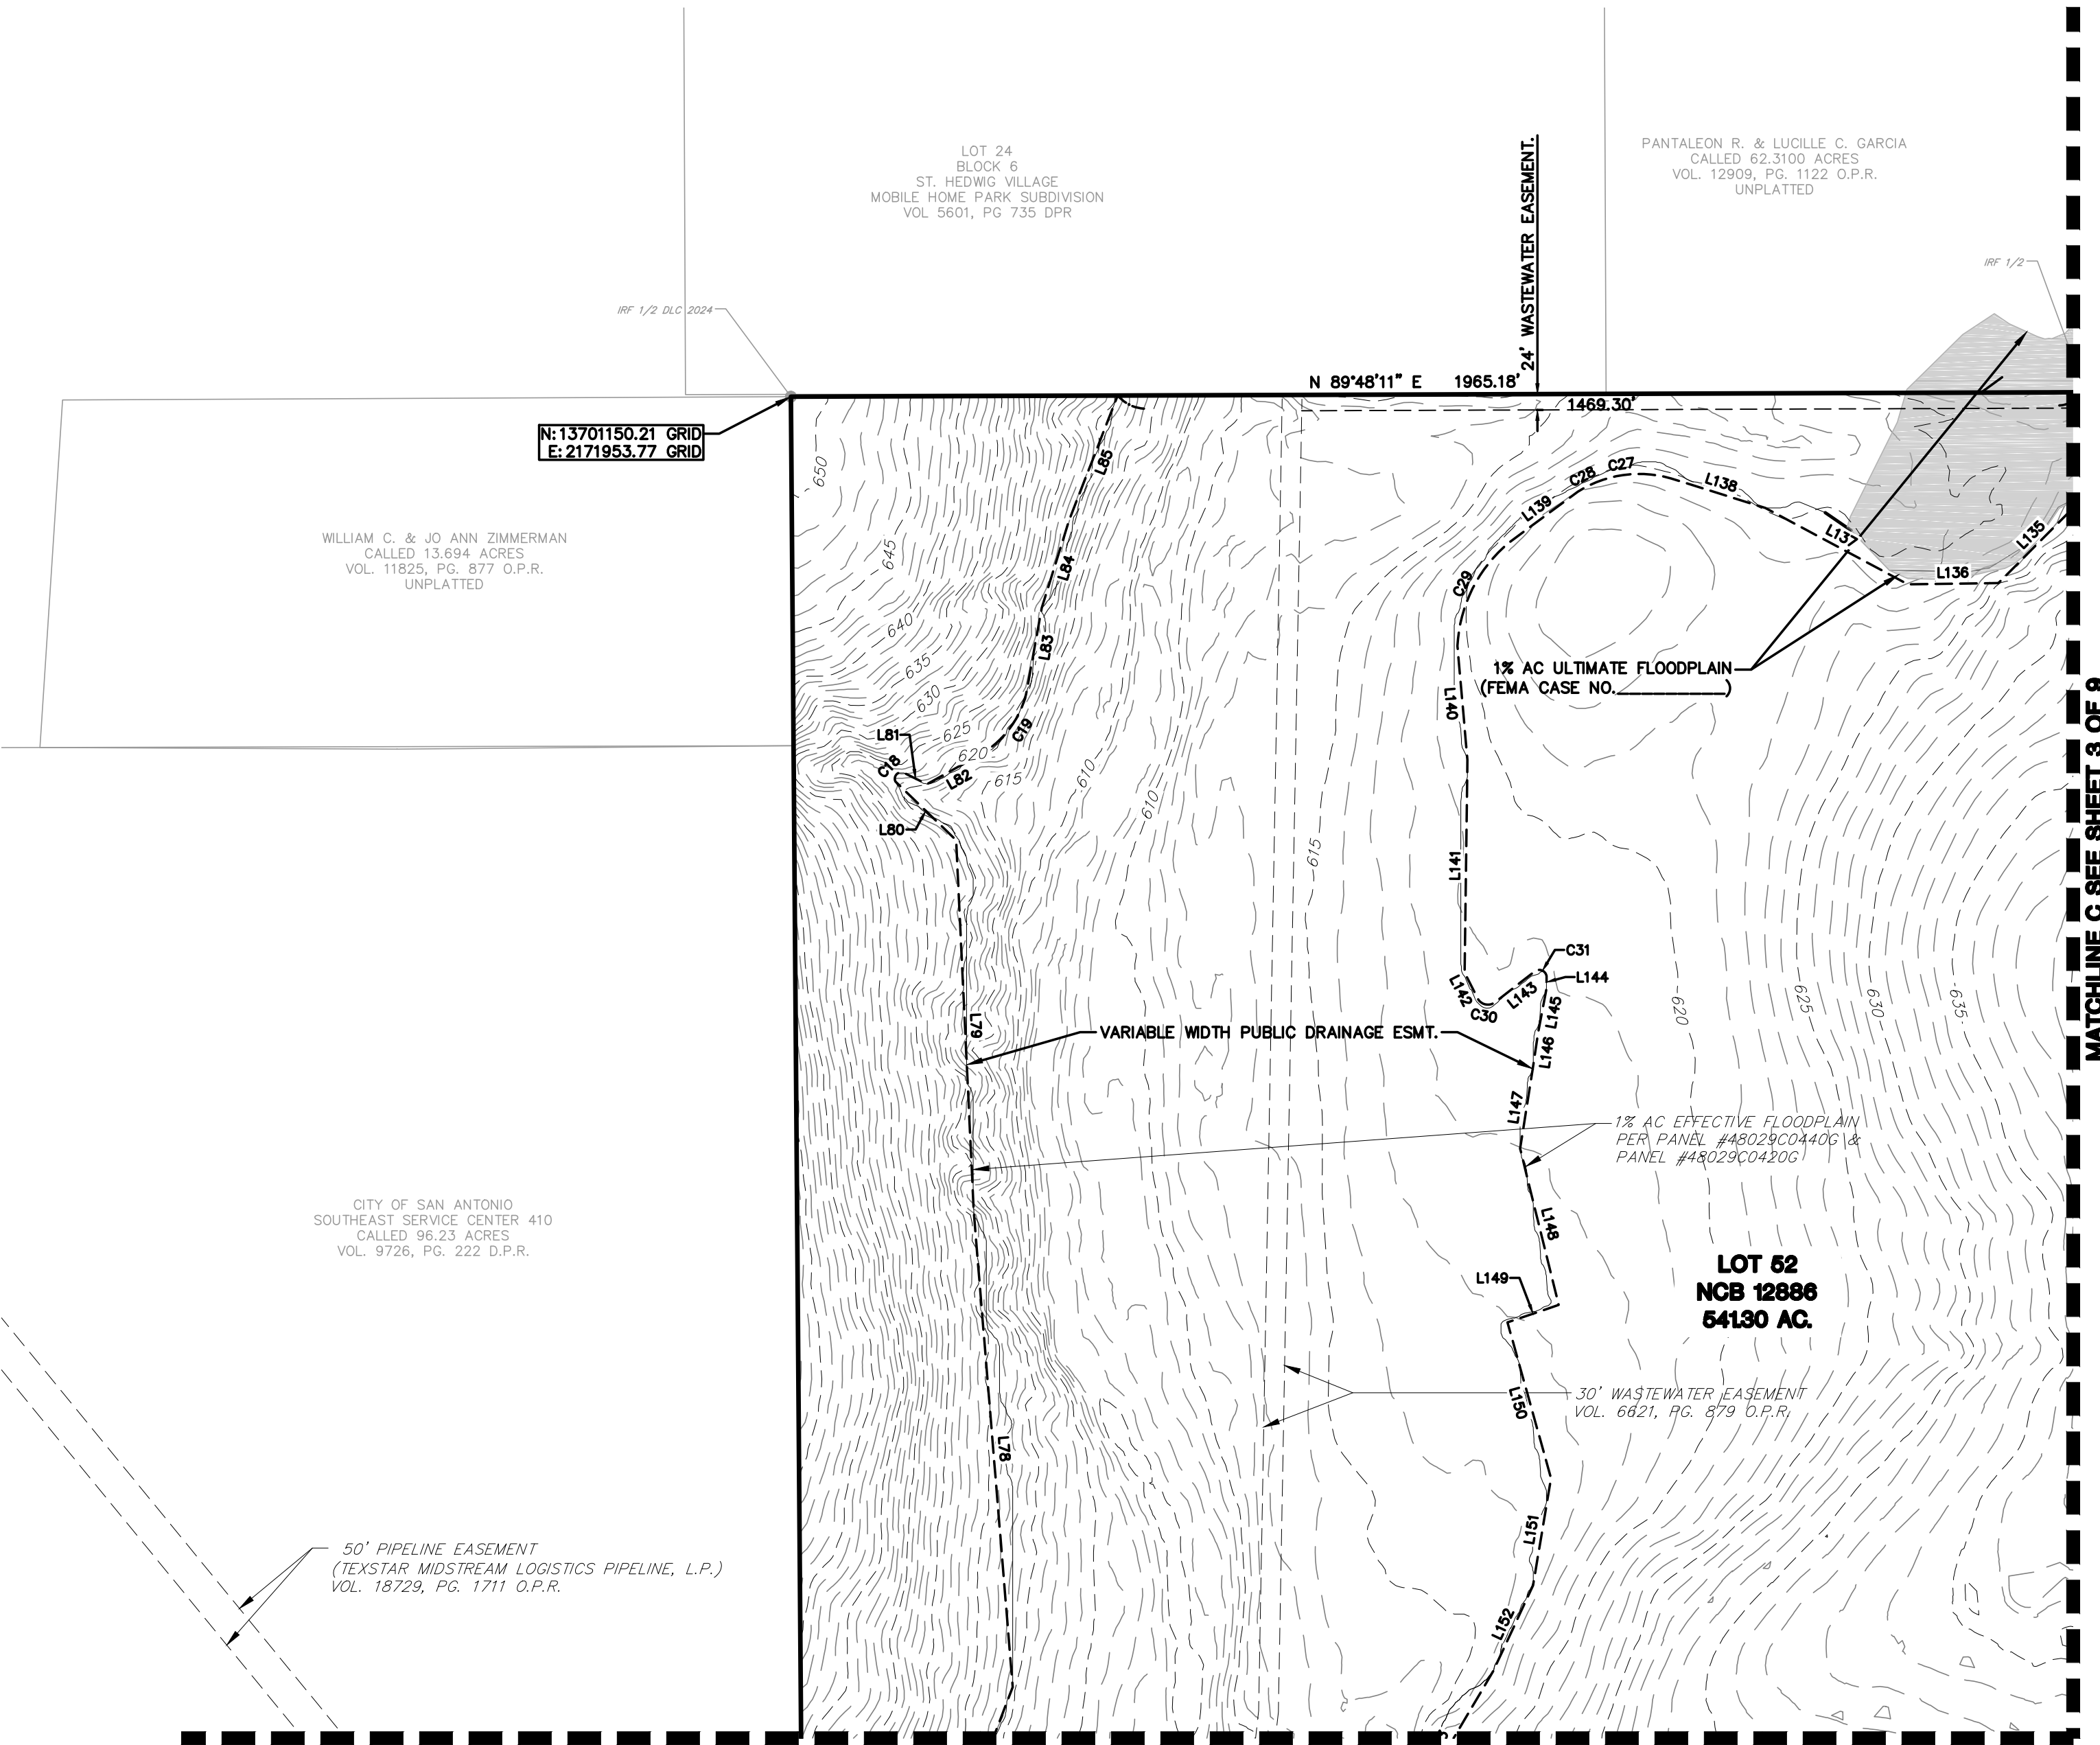 LOT 24
BLOCK 6
ST. HEDWIG VILLAGE
MOBILE HOME PARK SUBDIVISION
VOL 5601, PG 735 DPR
24' WASTEWATER EASEMENT.
PANTALEON R. & LUCILLE C. GARCIA
CALLED 62.3100 ACRES
VOL. 12909, PG. 1122 O.P.R.
UNPLATTED
IRF 1/2
IRF 1/2 DLC 2024
N 89°48'11" E 1965.18'
1469.30'
N: 13701150.21 GRID
E: 2171953.77 GRID
650
L85
C28
C27
L138
L139
L137
L135
L136
645
L84
C29
WILLIAM C. & JO ANN ZIMMERMAN
CALLED 13.694 ACRES
VOL. 11825, PG. 877 O.P.R.
UNPLATTED
640
L83
635
630
1% AC ULTIMATE FLOODPLAIN
(FEMA CASE NO.___________)
L140
L81
625
C19
620
C18
L82
615
610
610
L80
615
L141
MATCHLINE C SEE SHEET 3 OF 9
C31
L144
L142
L143
C30
L145
620
625
630
635
L79
VARIABLE WIDTH PUBLIC DRAINAGE ESMT.
L146
L147
1% AC EFFECTIVE FLOODPLAIN
PER PANEL #48029C0440G &
PANEL #48029C0420G
CITY OF SAN ANTONIO
SOUTHEAST SERVICE CENTER 410
CALLED 96.23 ACRES
VOL. 9726, PG. 222 D.P.R.
L148
LOT 52
NCB 12886
541.30 AC.
L149
L150
30' WASTEWATER EASEMENT
VOL. 6621, PG. 879 O.P.R.
L78
L151
50' PIPELINE EASEMENT
(TEXSTAR MIDSTREAM LOGISTICS PIPELINE, L.P.)
VOL. 18729, PG. 1711 O.P.R.
L152